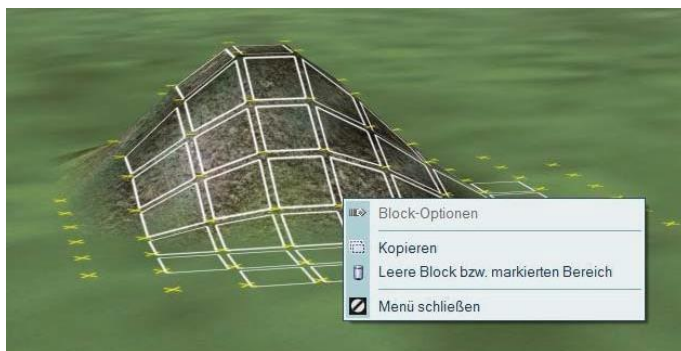 Block-Optionen
Kopieren
Leere Block bzw. markierten Bereich
Menü schließen